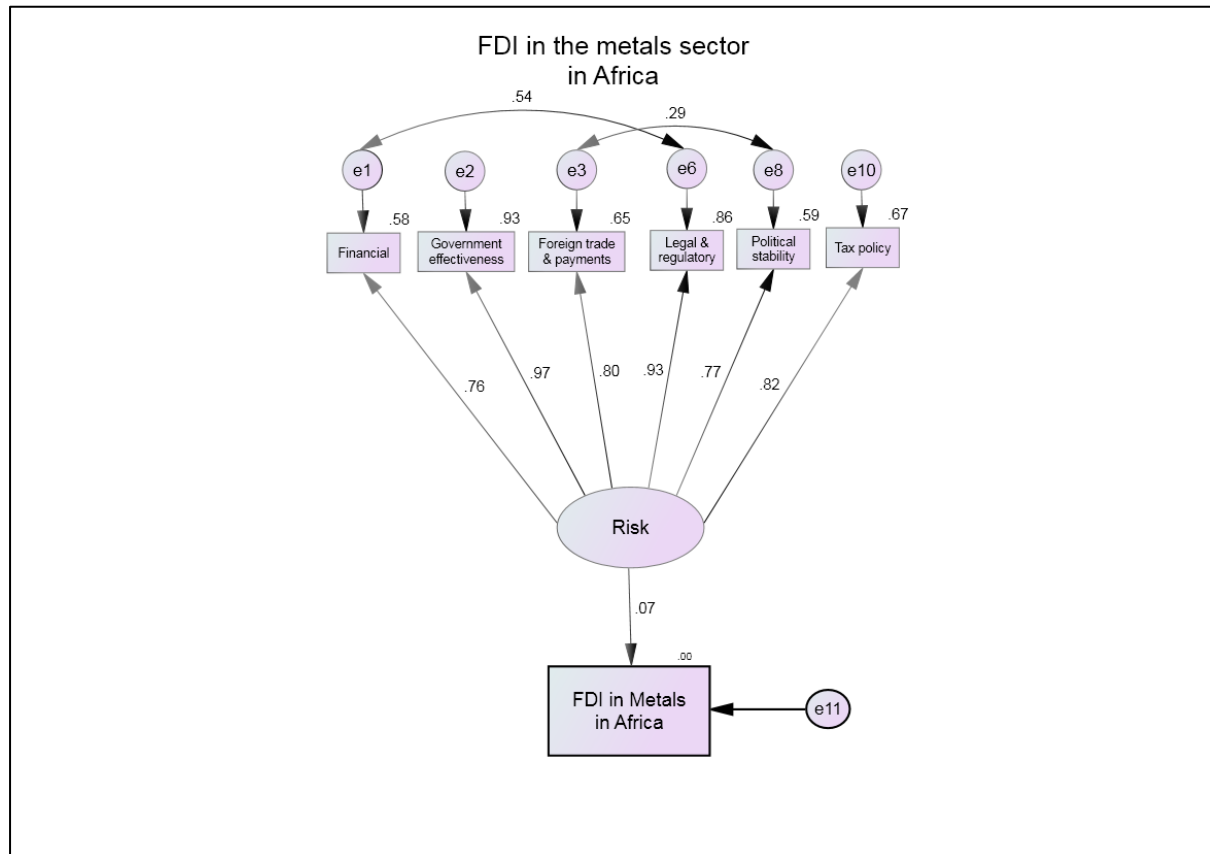 FDI in the metals sector
in Africa
.54
.29
e1
e2
e3
e6
e8
e10
.58
.93
.65
.86
.59
.67
Financial
Government
effectiveness
Foreign trade
& payments
Legal &
regulatory
Political
stability
Tax policy
.76
.97
.80
.93
.77
.82
Risk
.07
.00
FDI in Metals
in Africa
e11